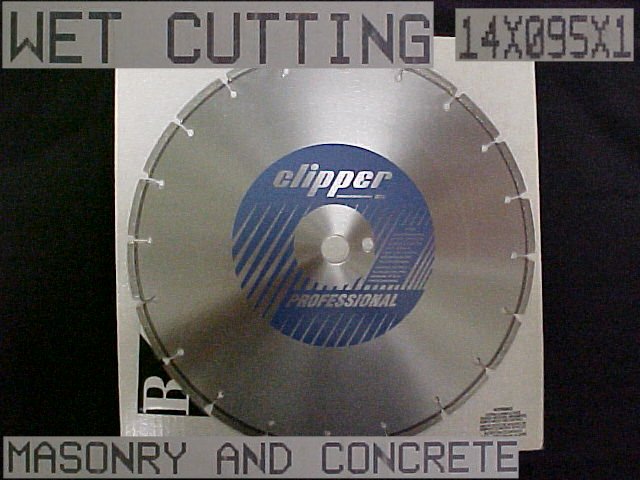 WET CUTTING 14X095X1
clipper
PROFESSIONAL
B
MASONRY AND CONCRETE